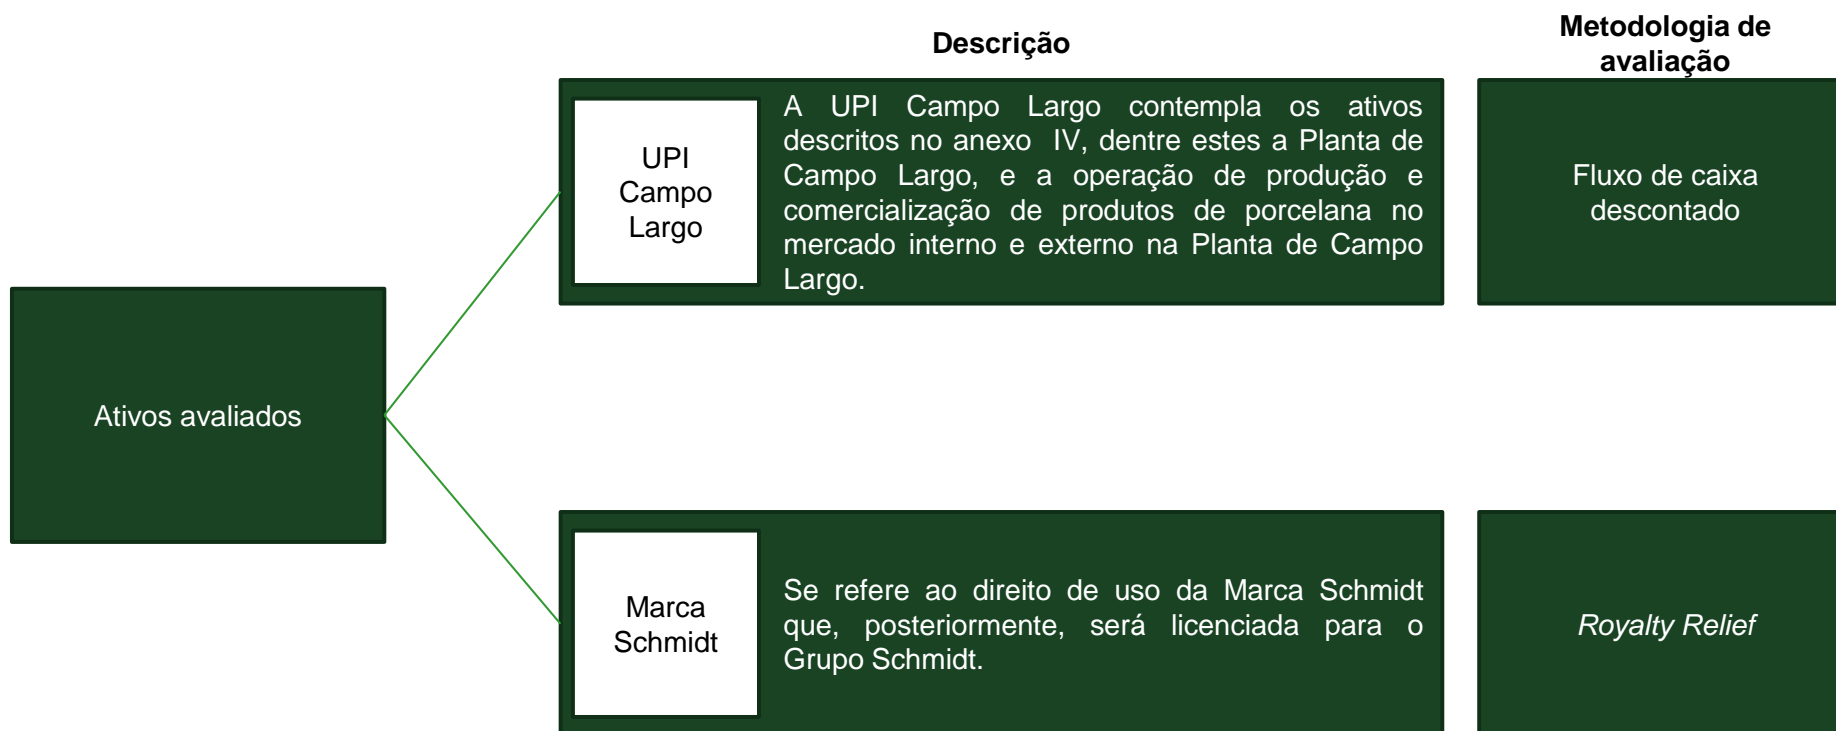 Descrição
Metodologia de
avaliação
UPI
Campo
Largo
A UPI Campo Largo contempla os ativos
descritos no anexo IV, dentre estes a Planta de
Campo Largo, e a operação de produção e
comercialização de produtos de porcelana no
mercado interno e externo na Planta de Campo
Largo.
Fluxo de caixa
descontado
Ativos avaliados
Marca
Schmidt
Se refere ao direito de uso da Marca Schmidt
que, posteriormente, será licenciada para o
Grupo Schmidt.
Royalty Relief